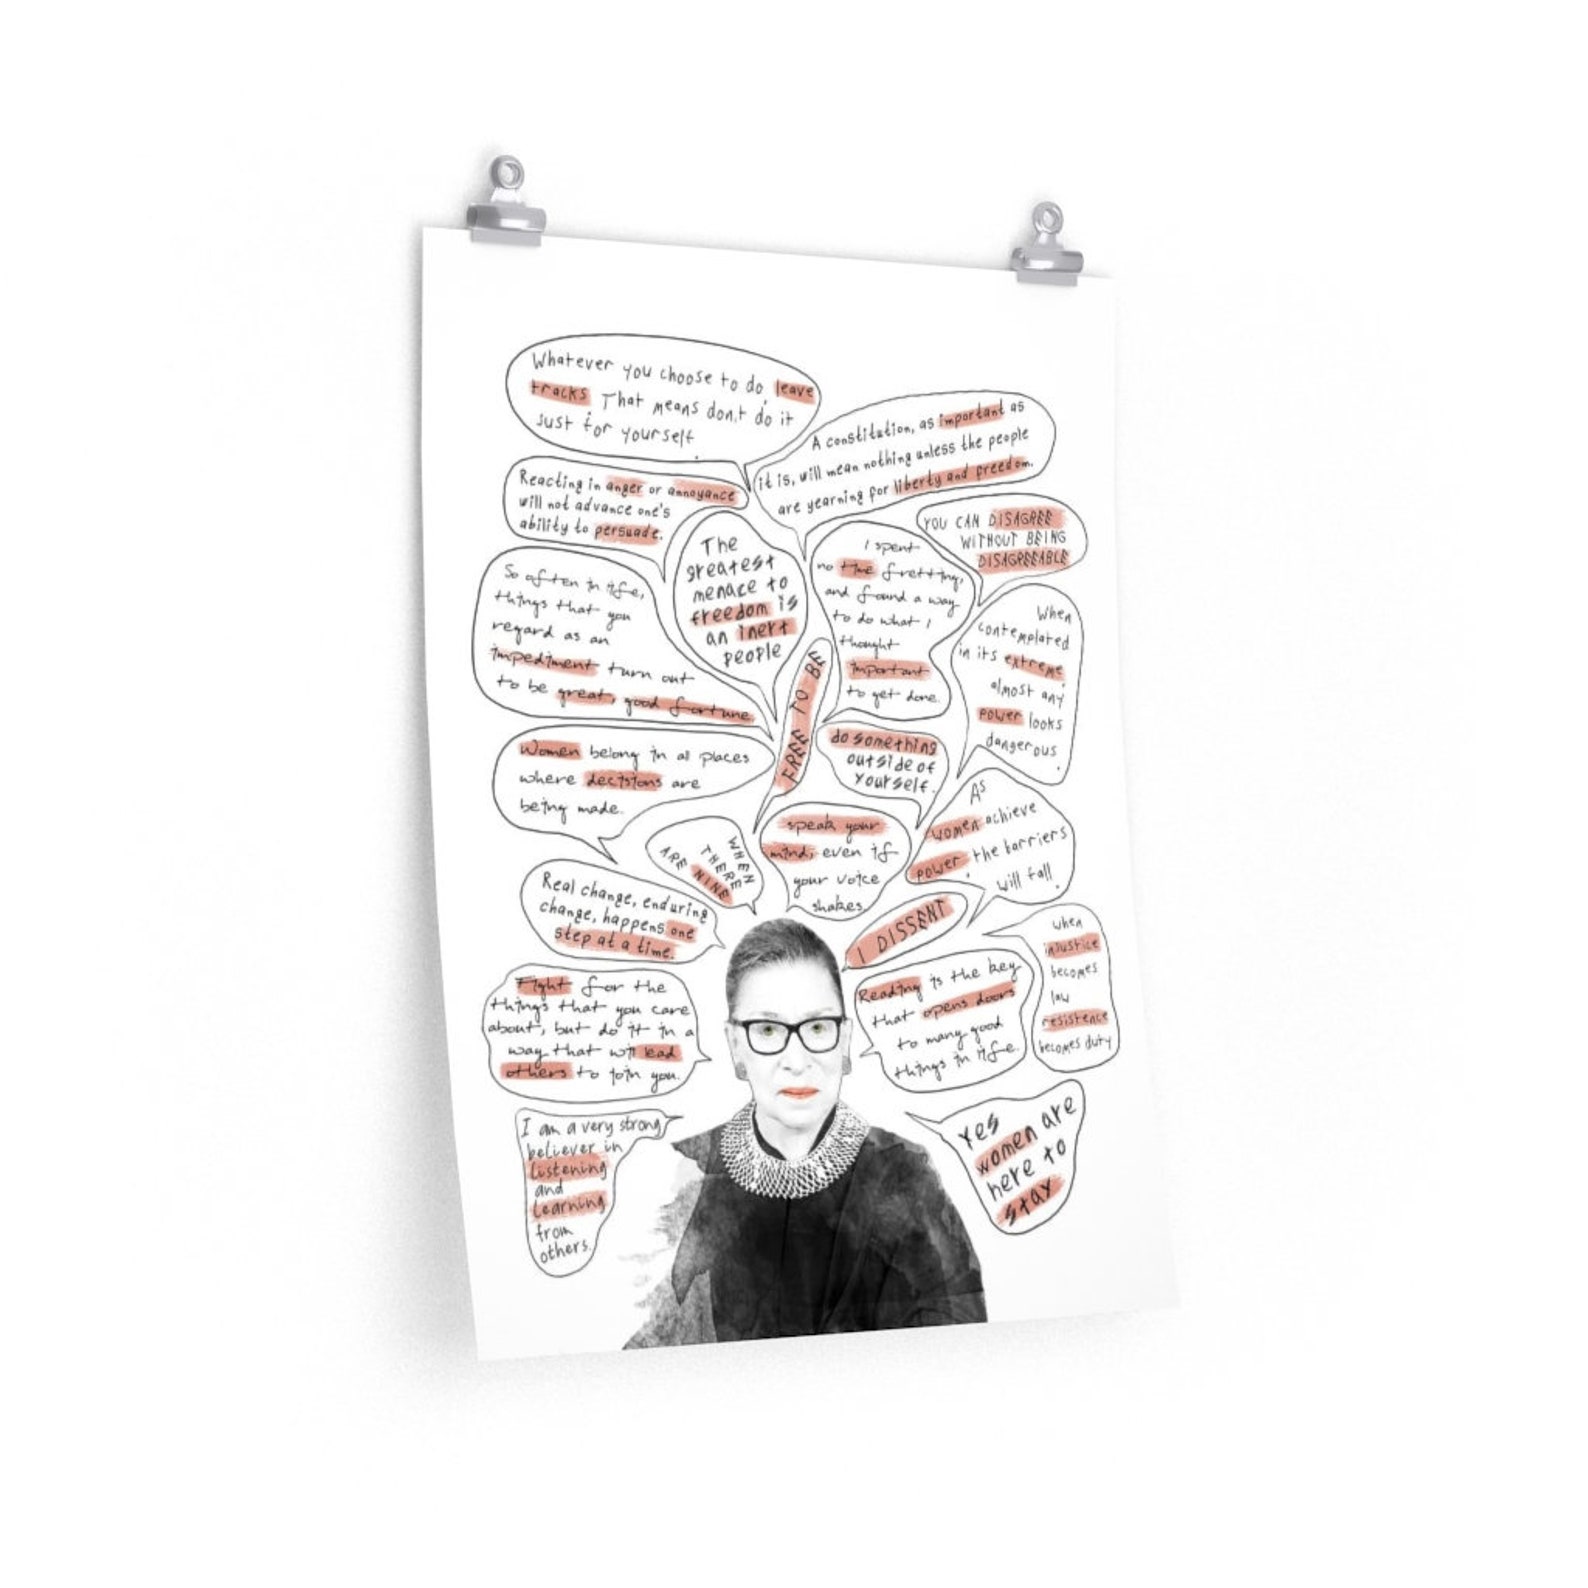 Whatever you choose to do, leave
tracks. That means don't do it
just for yourself.
A constitution, as important as
it is, will mean nothing unless the people
are yearning for liberty and freedom.
Reacting in anger or annoyance
will not advance one's
ability to persuade.
YOU CAN DISAGREE
WITHOUT BEING
DISAGREEABLE
The
greatest
menace to
freedom is
an inert
people
I spent
no time fretting,
and found a way
to do what I
thought
important
to get done.
So often in life,
things that you
regard as an
impediment turn out
to be great, good fortune.
When
contemplated
in its extreme,
almost any
power looks
dangerous.
FREE TO BE
do something
outside of
yourself.
Women belong in all places
where decisions are
being made.
As
women achieve
power, the barriers
will fall.
WHEN
THERE
ARE NINE
speak your
mind, even if
your voice
shakes.
Real change, enduring
change, happens one
step at a time.
I DISSENT
when
injustice
becomes
law
resistence
becomes duty
Reading is the key
that opens doors
to many good
things in life.
Fight for the
things that you care
about, but do it in a
way that will lead
others to join you.
I am a very strong
believer in
listening
and
learning
from
others.
Yes
women are
here to
stay